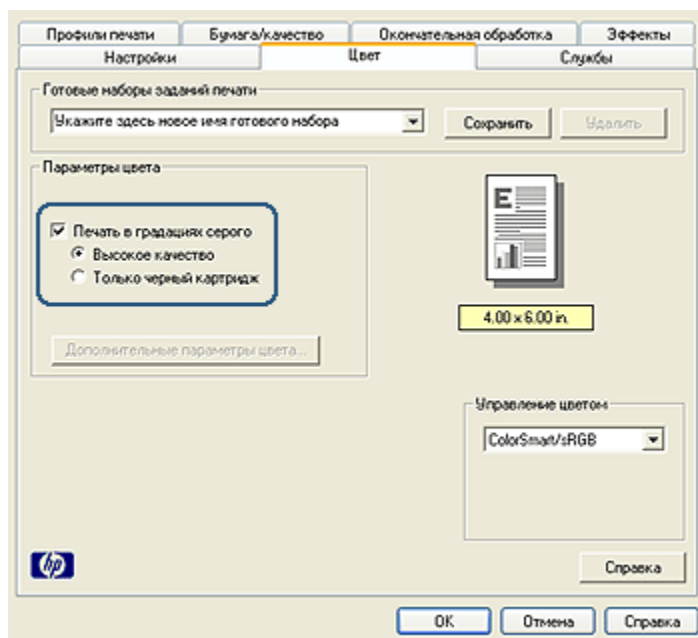 Профили печати Бумага/качество Окончательная обработка Эффекты
Настройки Цвет Службы
Готовые наборы заданий печати
Укажите здесь новое имя готового набора Сохранить Удалить
Параметры цвета
Печать в градациях серого
Высокое качество
Только черный картридж
Дополнительные параметры цвета...
E
4.00 x 6.00 in.
Управление цветом
ColorSmart/sRGB
hp
Справка
OK Отмена Справка